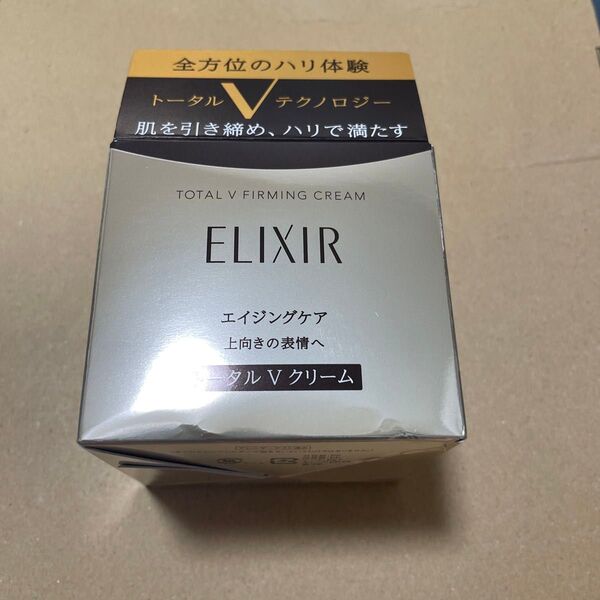 全方位のハリ体験
トータル V テクノロジー
肌を引き締め、ハリで満たす
TOTAL V FIRMING CREAM
ELIXIR
エイジングケア
上向きの表情へ
トータル V クリーム